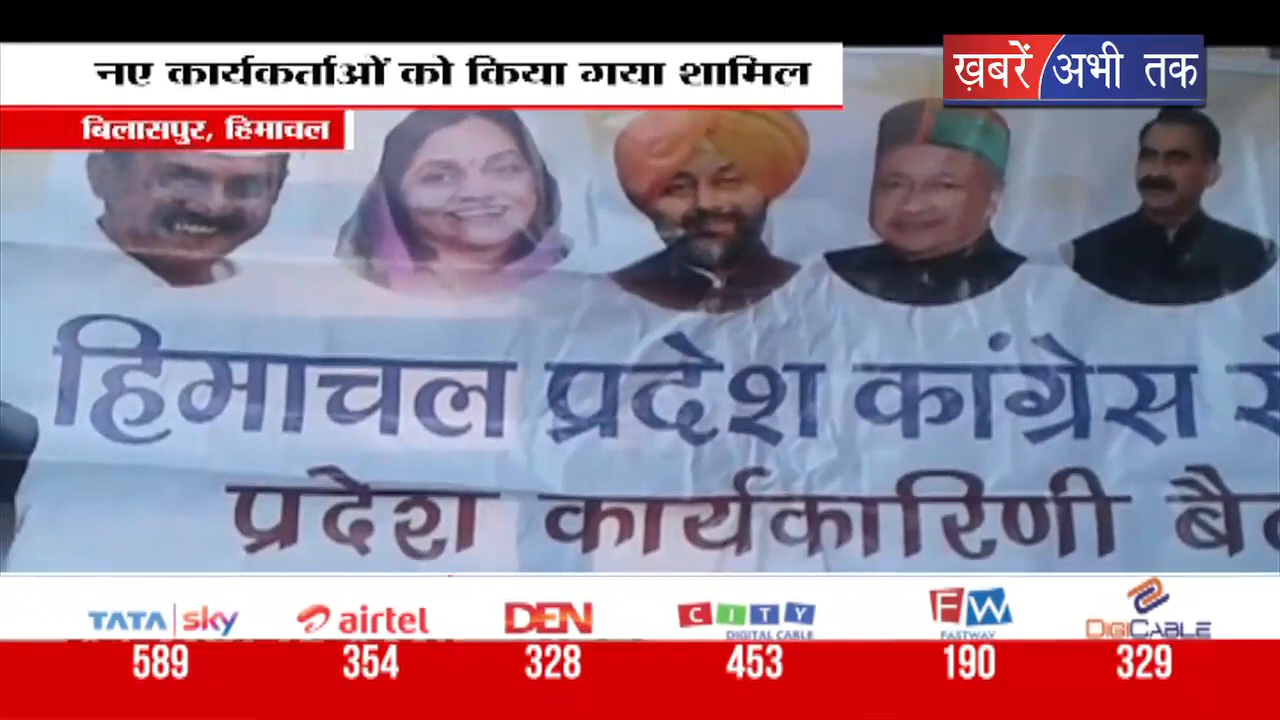 नए कार्यकर्ताओं को किया गया शामिल
ख़बरें अभी तक
बिलासपुर, हिमाचल
हिमाचल प्रदेश कांग्रेस से
प्रदेश कार्यकारिणी
TATA sky airtel DEN CITY FW DIGICABLE
DIGITAL CABLE FASTWAY
589 354 328 453 190 329